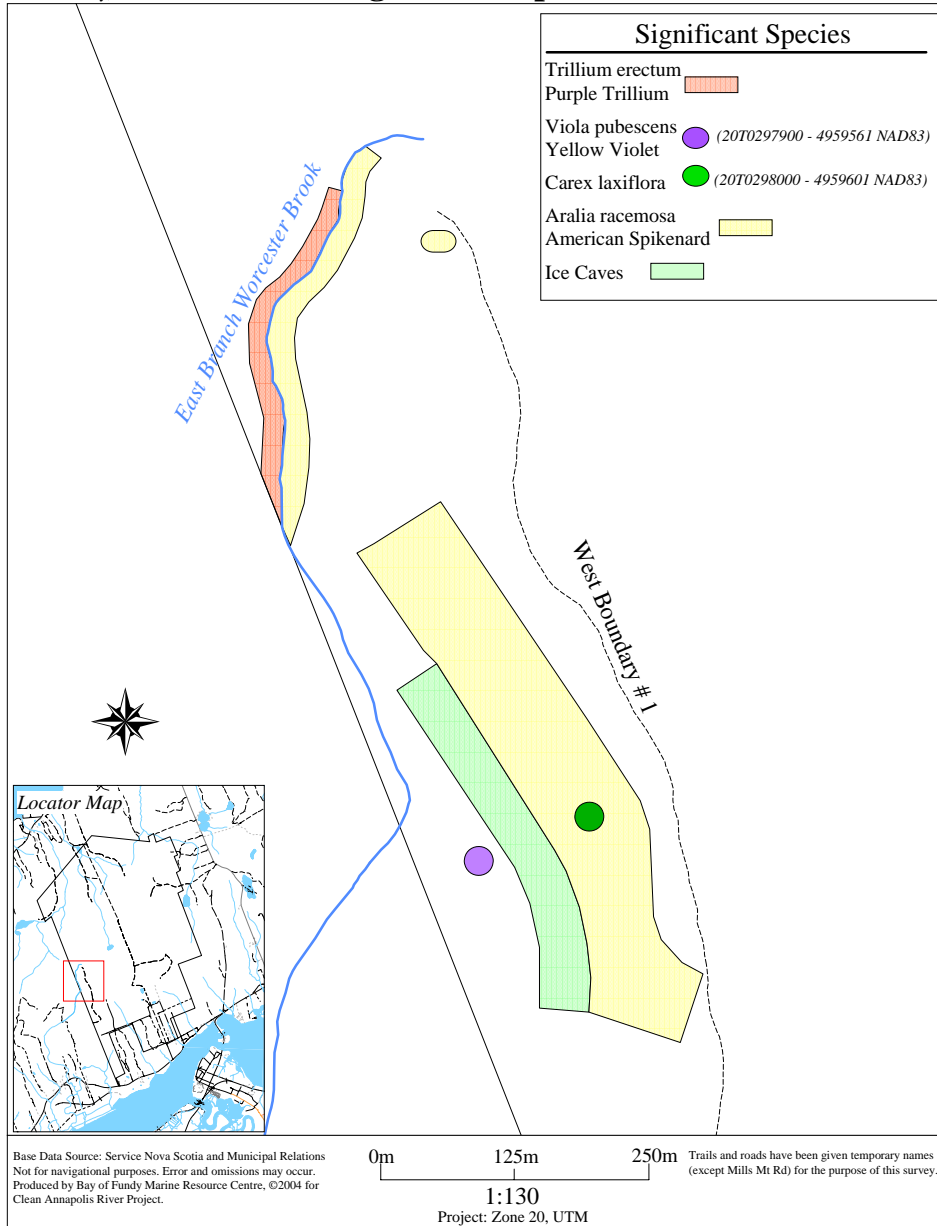 Significant Species
Trillium erectum
Purple Trillium
Viola pubescens
Yellow Violet
(20T0297900 - 4959561 NAD83)
Carex laxiflora
(20T0298000 - 4959601 NAD83)
Aralia racemosa
American Spikenard
Ice Caves
East Branch Worcester Brook
West Boundary # 1
Locator Map
Base Data Source: Service Nova Scotia and Municipal Relations
Not for navigational purposes. Error and omissions may occur.
Produced by Bay of Fundy Marine Resource Centre, ©2004 for
Clean Annapolis River Project.
0m 125m 250m
1:130
Project: Zone 20, UTM
Trails and roads have been given temporary names
(except Mills Mt Rd) for the purpose of this survey.